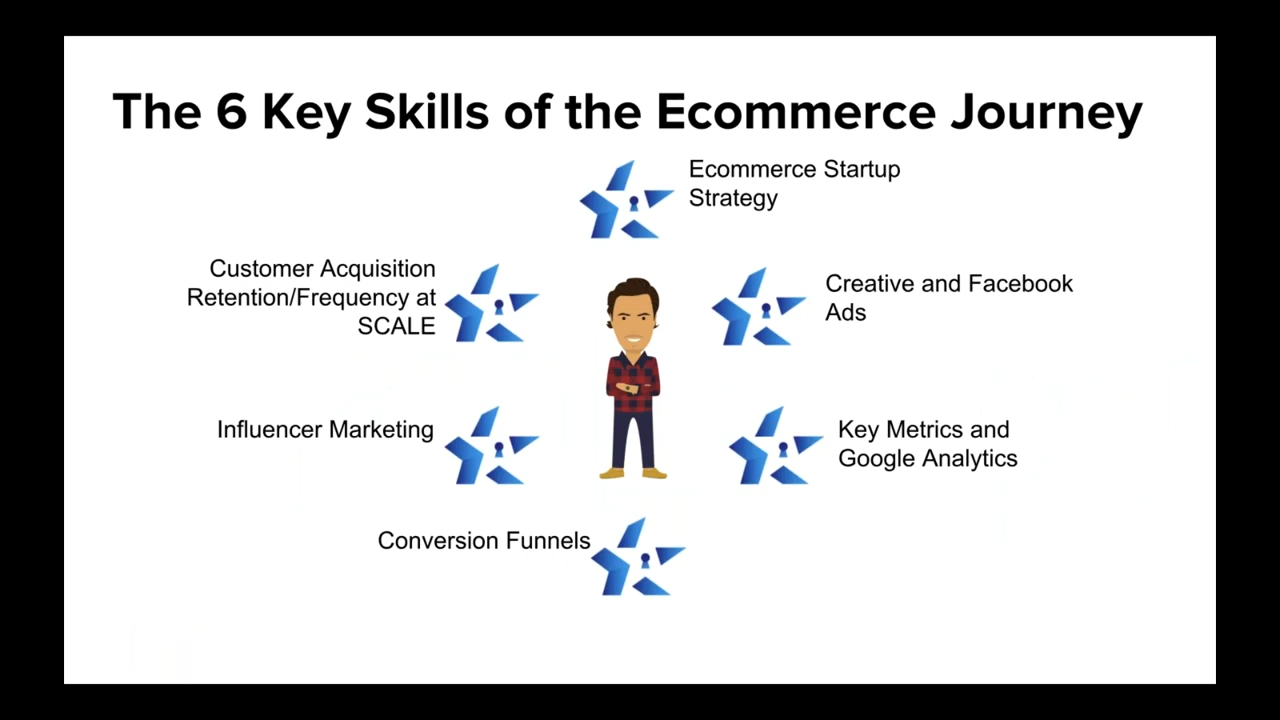 The 6 Key Skills of the Ecommerce Journey
Ecommerce Startup
Strategy
Customer Acquisition
Retention/Frequency at
SCALE
Creative and Facebook
Ads
Influencer Marketing
Key Metrics and
Google Analytics
Conversion Funnels